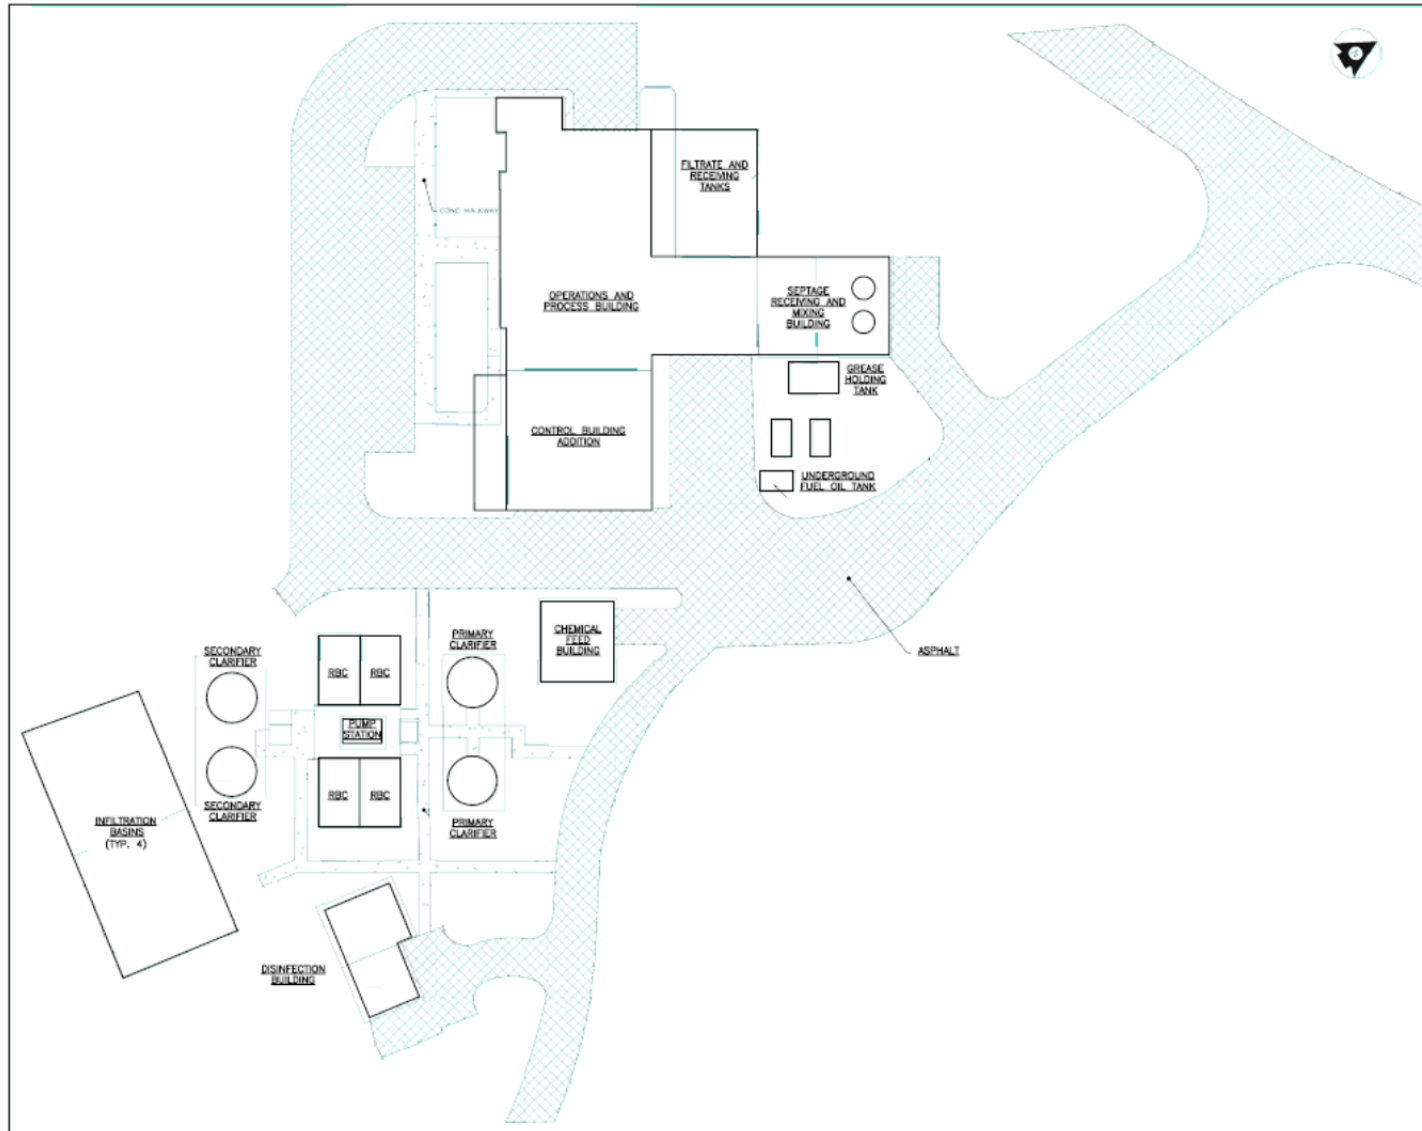 FILTRATE AND
RECEIVING
TANKS
CONC WALKWAY
OPERATIONS AND
PROCESS BUILDING
SEPTAGE
RECEIVING AND
MIXING
BUILDING
GREASE
HOLDING
TANK
CONTROL BUILDING
ADDITION
UNDERGROUND
FUEL OIL TANK
CHEMICAL
FEED
BUILDING
PRIMARY
CLARIFIER
SECONDARY
CLARIFIER
ASPHALT
RBC
RBC
PUMP
STATION
RBC
RBC
SECONDARY
CLARIFIER
PRIMARY
CLARIFIER
INFILTRATION
BASINS
(TYP. 4)
DISINFECTION
BUILDING